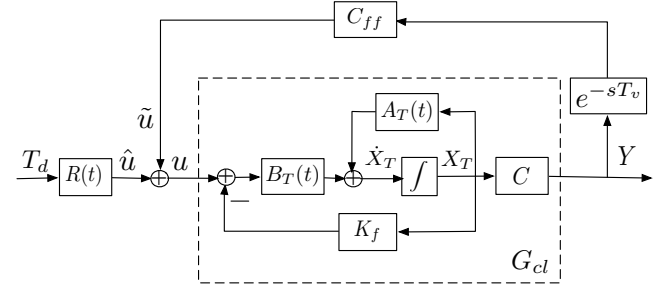 C_{ff}
e^{-sT_v}
ũ
A_T(t)
T_d R(t) û u B_T(t) Ẋ_T ∫ X_T C Y
−
K_f
G_{cl}